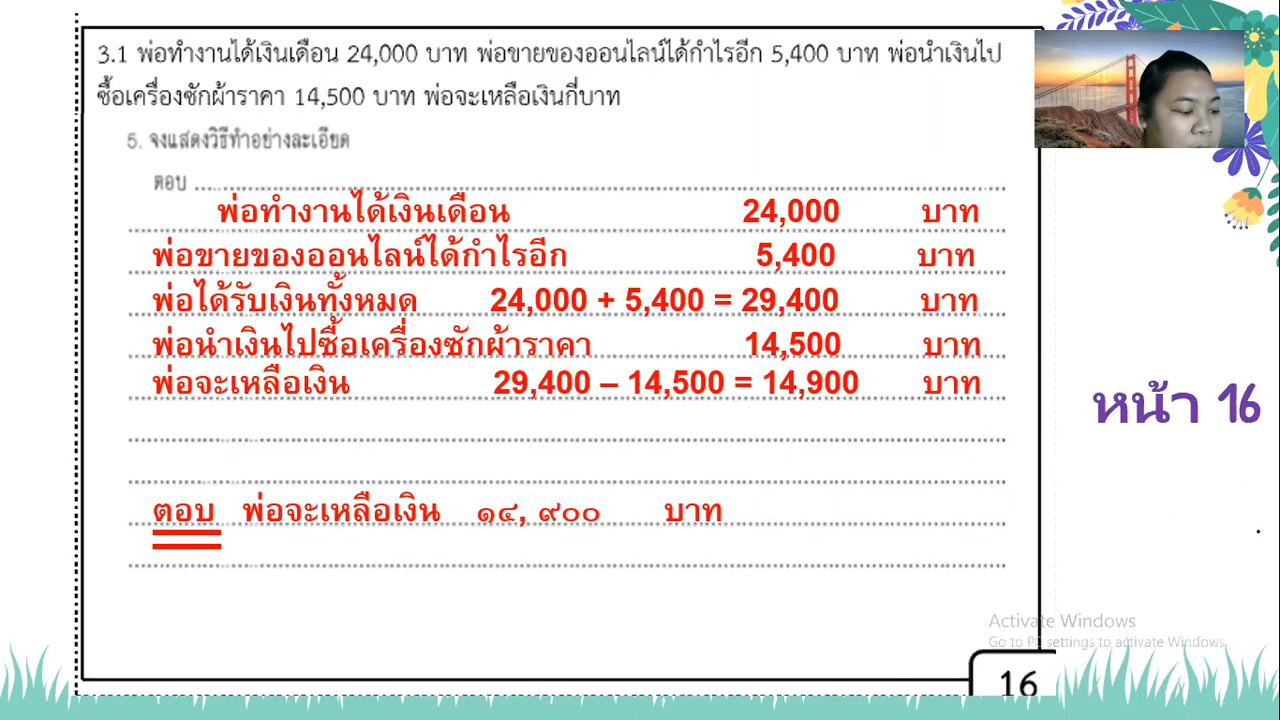 3.1 พ่อทำงานได้เงินเดือน 24,000 บาท พ่อขายของออนไลน์ได้กำไรอีก 5,400 บาท พ่อนำเงินไป
ซื้อเครื่องซักผ้าราคา 14,500 บาท พ่อจะเหลือเงินกี่บาท
5. จงแสดงวิธีทำอย่างละเอียด
ตอบ
พ่อทำงานได้เงินเดือน 24,000 บาท
พ่อขายของออนไลน์ได้กำไรอีก 5,400 บาท
พ่อได้รับเงินทั้งหมด 24,000 + 5,400 = 29,400 บาท
พ่อนำเงินไปซื้อเครื่องซักผ้าราคา 14,500 บาท
พ่อจะเหลือเงิน 29,400 – 14,500 = 14,900 บาท
หน้า 16
ตอบ พ่อจะเหลือเงิน ๑๔, ๙๐๐ บาท
Activate Windows
Go to PC settings to activate Windows.
16